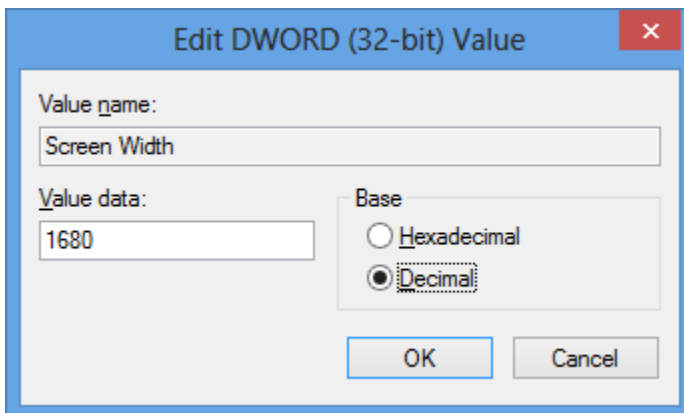 Edit DWORD (32-bit) Value
Value name:
Screen Width
Value data:
1680
Base
Hexadecimal
Decimal
OK
Cancel